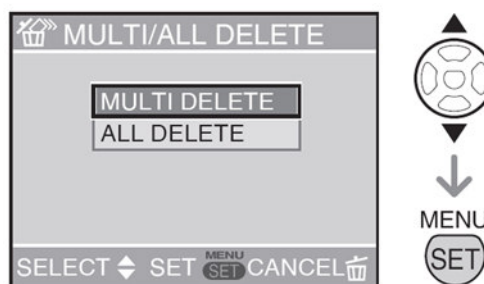 MULTI/ALL DELETE
MULTI DELETE
ALL DELETE
SELECT SET MENU SET CANCEL
MENU
SET